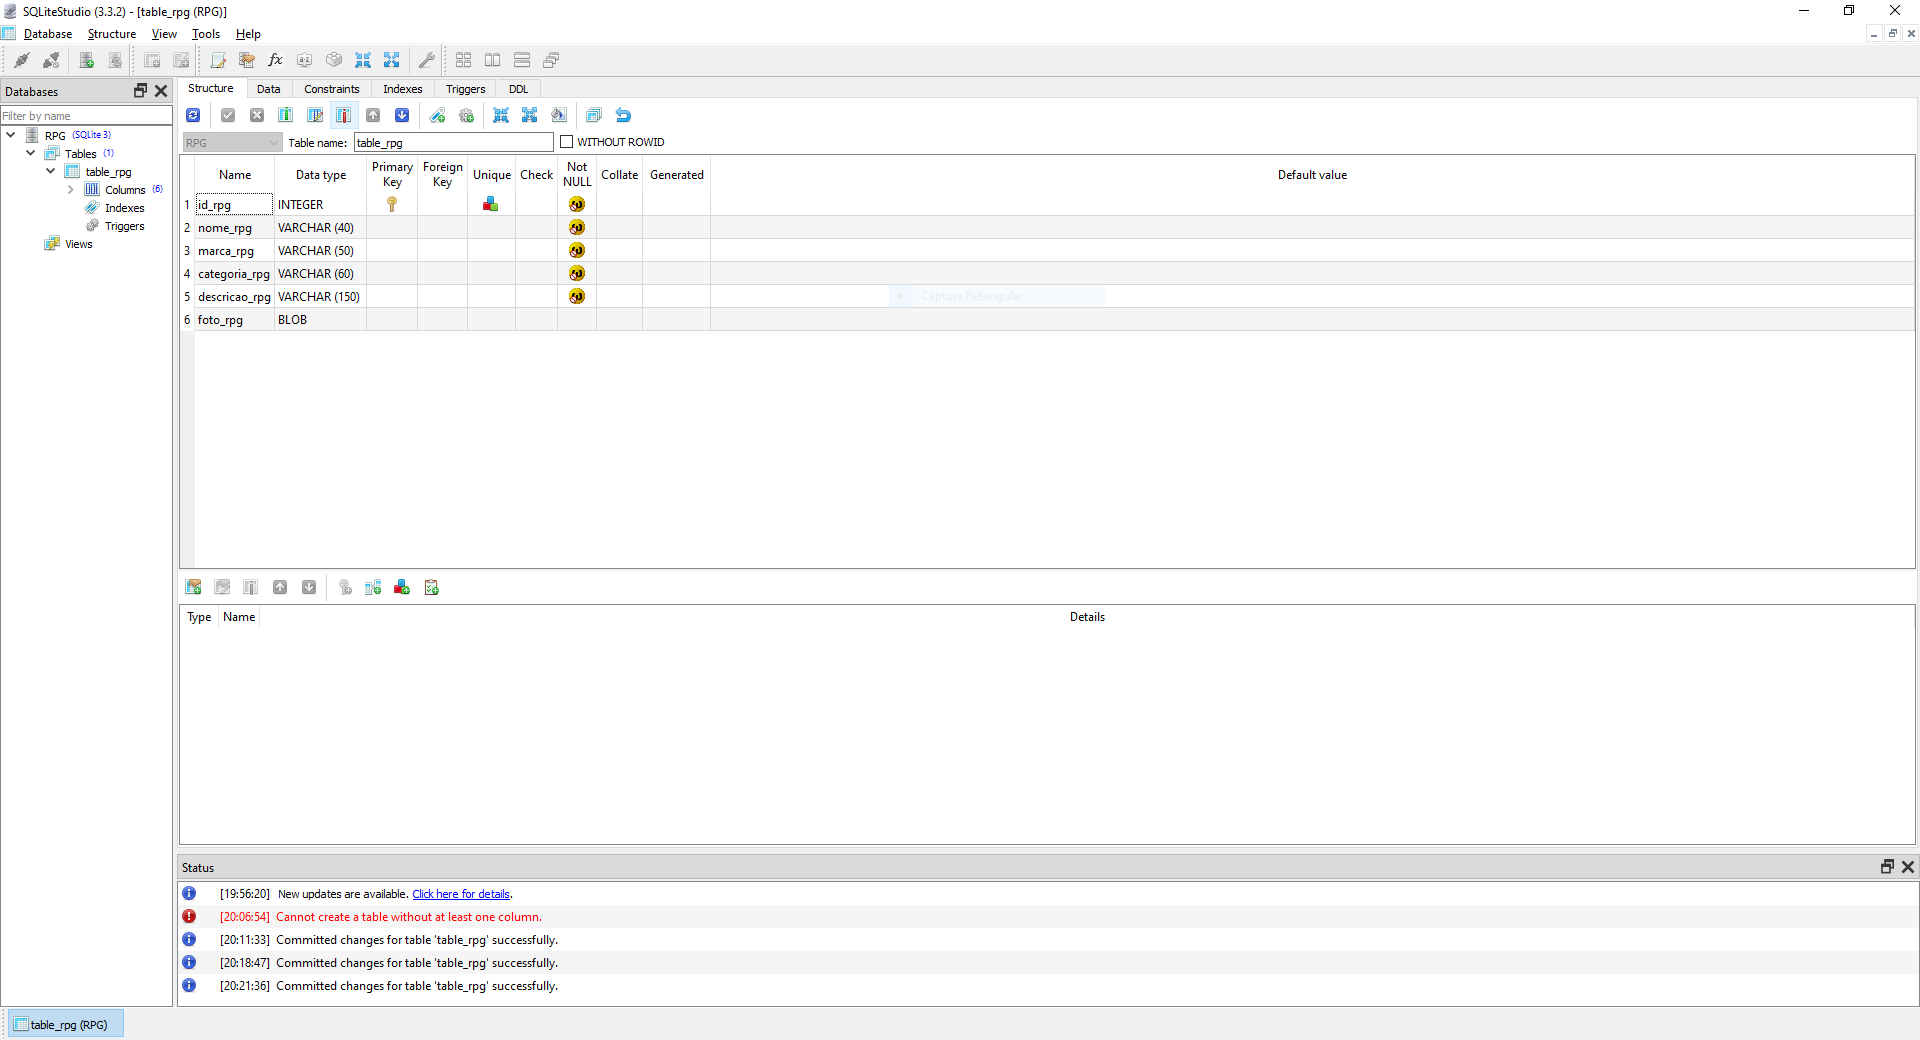 SQLiteStudio (3.3.2) - [table_rpg (RPG)]
Database Structure View Tools Help
Databases
Filter by name
RPG (SQLite 3)
Tables (1)
table_rpg
Columns (6)
Indexes
Triggers
Views
Structure Data Constraints Indexes Triggers DDL
RPG Table name: table_rpg WITHOUT ROWID
Name Data type Primary Key Foreign Key Unique Check Not NULL Collate Generated Default value
1 id_rpg INTEGER
2 nome_rpg VARCHAR (40)
3 marca_rpg VARCHAR (50)
4 categoria_rpg VARCHAR (60)
5 descricao_rpg VARCHAR (150)
6 foto_rpg BLOB
Captura Retangular
Type Name Details
Status
[19:56:20] New updates are available. Click here for details.
[20:06:54] Cannot create a table without at least one column.
[20:11:33] Committed changes for table 'table_rpg' successfully.
[20:18:47] Committed changes for table 'table_rpg' successfully.
[20:21:36] Committed changes for table 'table_rpg' successfully.
table_rpg (RPG)